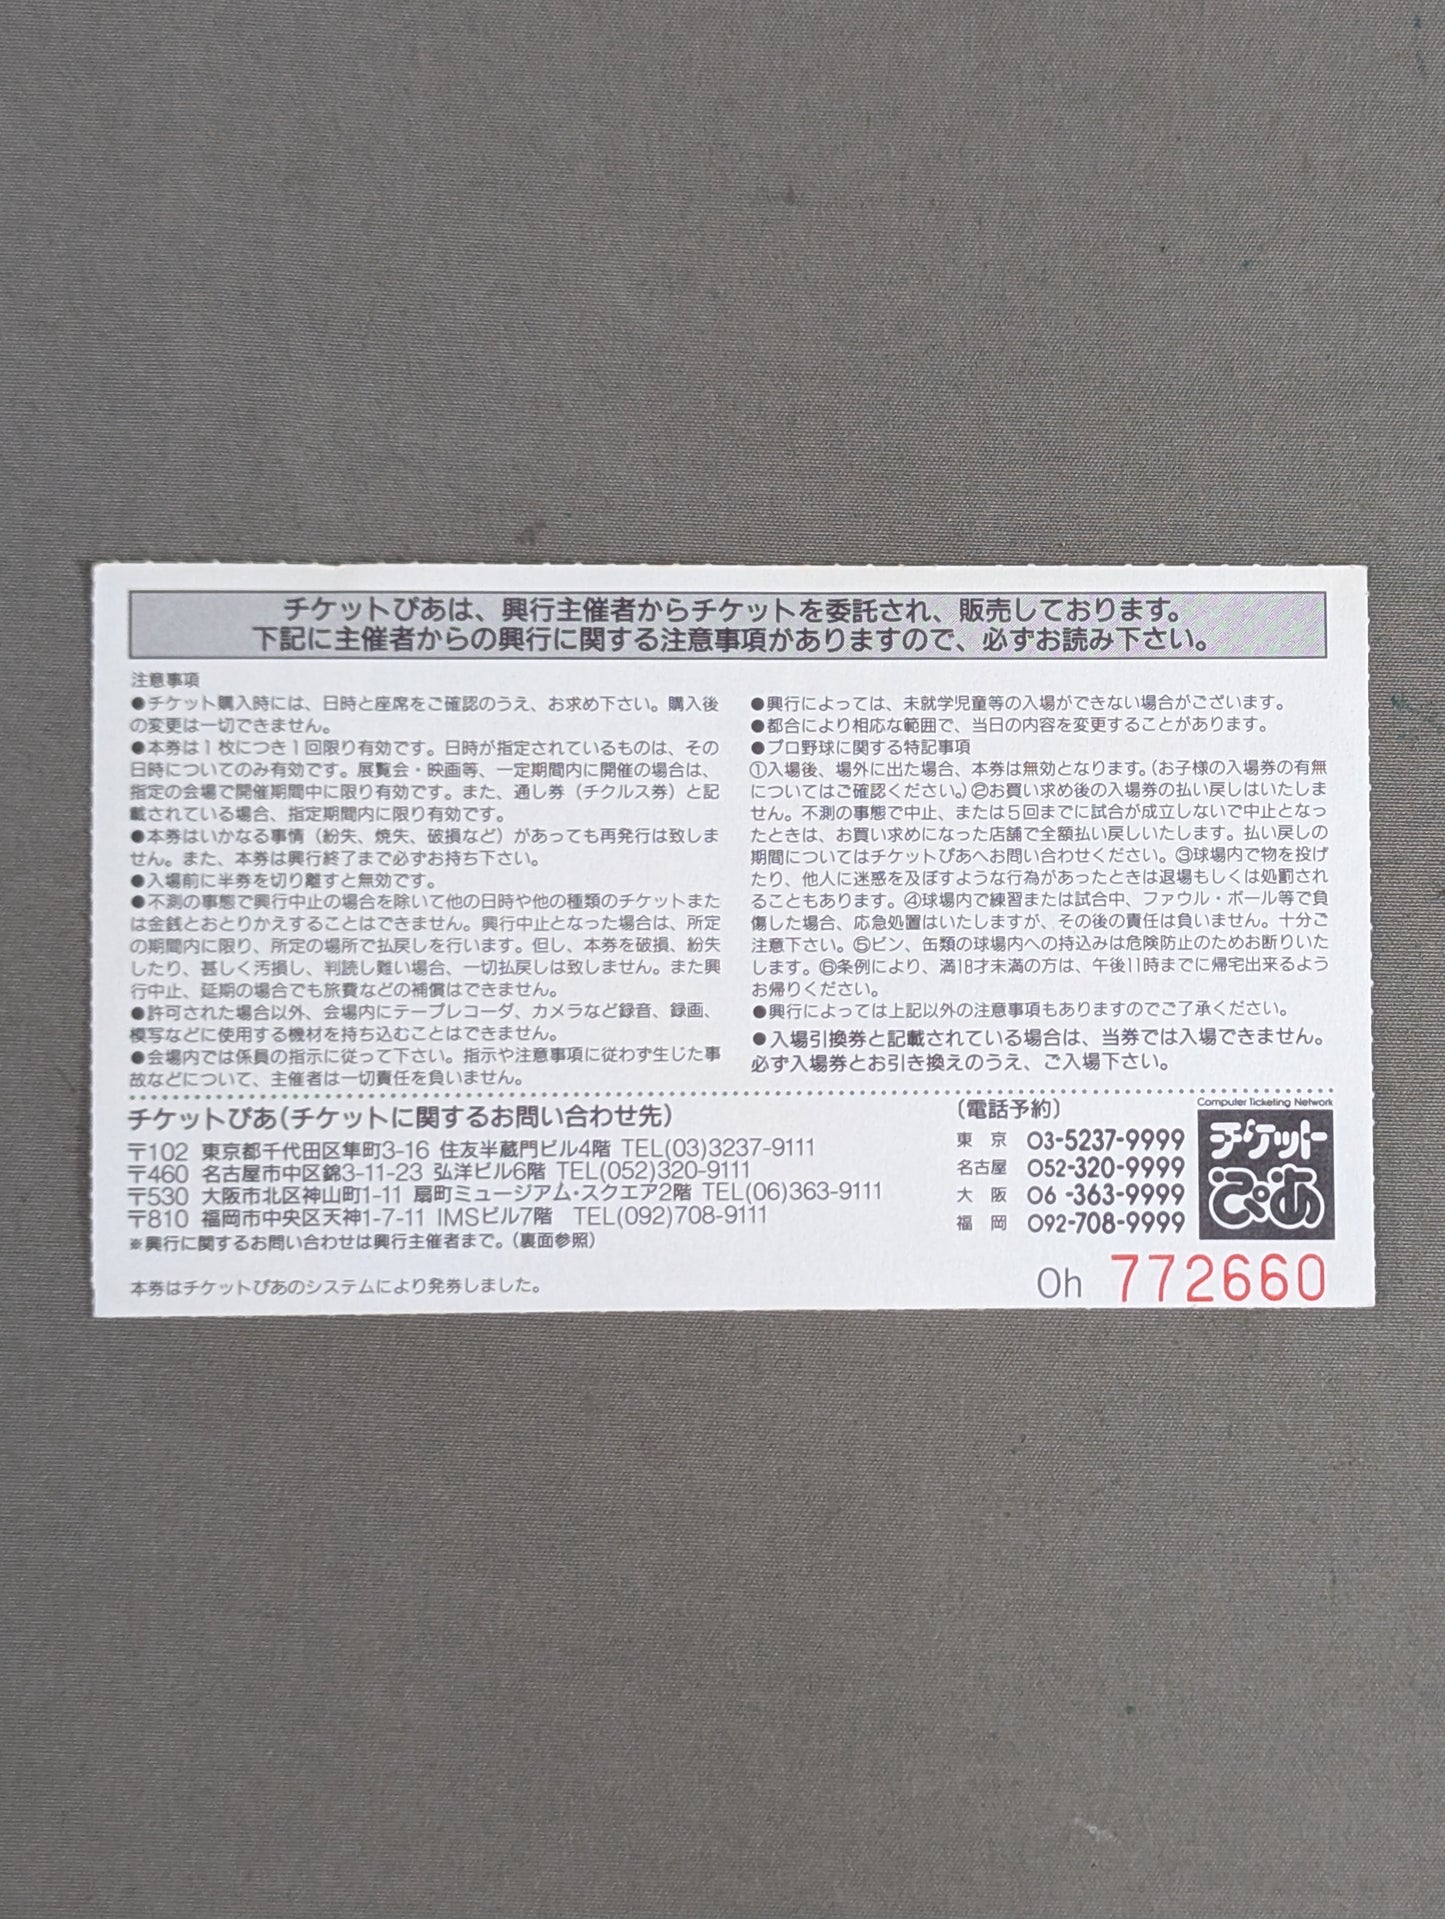 チケットぴあは、興行主催者からチケットを委託され、販売しております。
下記に主催者からの興行に関する注意事項がありますので、必ずお読み下さい。
注意事項
●チケット購入時には、日時と座席をご確認のうえ、お求め下さい。購入後
の変更は一切できません。
●本券は1枚につき1回限り有効です。日時が指定されているものは、その
日時についてのみ有効です。展覧会・映画等、一定期間内に開催の場合は、
指定の会場で開催期間中に限り有効です。また、通し券(チクルス券)と記
載されている場合、指定期間内に限り有効です。
●本券はいかなる事情(紛失、焼失、破損など)があっても再発行は致しま
せん。また、本券は興行終了まで必ずお持ち下さい。
●入場前に半券を切り離すと無効です。
●不測の事態で興行中止の場合を除いて他の日時や他の種類のチケットまた
は金銭とおとりかえすることはできません。興行中止となった場合は、所定
の期間内に限り、所定の場所で払戻しを行います。但し、本券を破損、紛失
したり、甚しく汚損し、判読し難い場合、一切払戻しは致しません。また興
行中止、延期の場合でも旅費などの補償はできません。
●許可された場合以外、会場内にテープレコーダ、カメラなど録音、録画、
模写などに使用する機材を持ち込むことはできません。
●会場内では係員の指示に従って下さい。指示や注意事項に従わず生じた事
故などについて、主催者は一切責任を負いません。
●興行によっては、未就学児童等の入場ができない場合がございます。
●都合により相応な範囲で、当日の内容を変更することがあります。
●プロ野球に関する特記事項
①入場後、場外に出た場合、本券は無効となります。(お子様の入場券の有無
についてはご確認ください。)②お買い求め後の入場券の払い戻しはいたしま
せん。不測の事態で中止、または5回までに試合が成立しないで中止となっ
たときは、お買い求めになった店舗で全額払い戻しいたします。払い戻しの
期間についてはチケットぴあへお問い合わせください。③球場内で物を投げ
たり、他人に迷惑を及ぼすような行為があったときは退場もしくは処罰され
ることもあります。④球場内で練習または試合中、ファウル・ボール等で負
傷した場合、応急処置はいたしますが、その後の責任は負いません。十分ご
注意下さい。⑤ビン、缶類の球場内への持込みは危険防止のためお断りいた
します。⑥条例により、満18才未満の方は、午後11時までに帰宅出来るよう
お帰りください。
●興行によっては上記以外の注意事項もありますのでご了承ください。
●入場引換券と記載されている場合は、当券では入場できません。
必ず入場券とお引き換えのうえ、ご入場下さい。
チケットぴあ(チケットに関するお問い合わせ先)
〒102 東京都千代田区隼町3-16 住友半蔵門ビル4階 TEL(03)3237-9111
〒460 名古屋市中区錦3-11-23 弘洋ビル6階 TEL(052)320-9111
〒530 大阪市北区神山町1-11 扇町ミュージアム・スクエア2階 TEL(06)363-9111
〒810 福岡市中央区天神1-7-11 IMSビル7階 TEL(092)708-9111
※興行に関するお問い合わせは興行主催者まで。(裏面参照)
本券はチケットぴあのシステムにより発券しました。
〔電話予約〕
東 京 03-5237-9999
名古屋 052-320-9999
大 阪 06-363-9999
福 岡 092-708-9999
Computer Ticketing Network
チケット
ぴあ
0h 772660